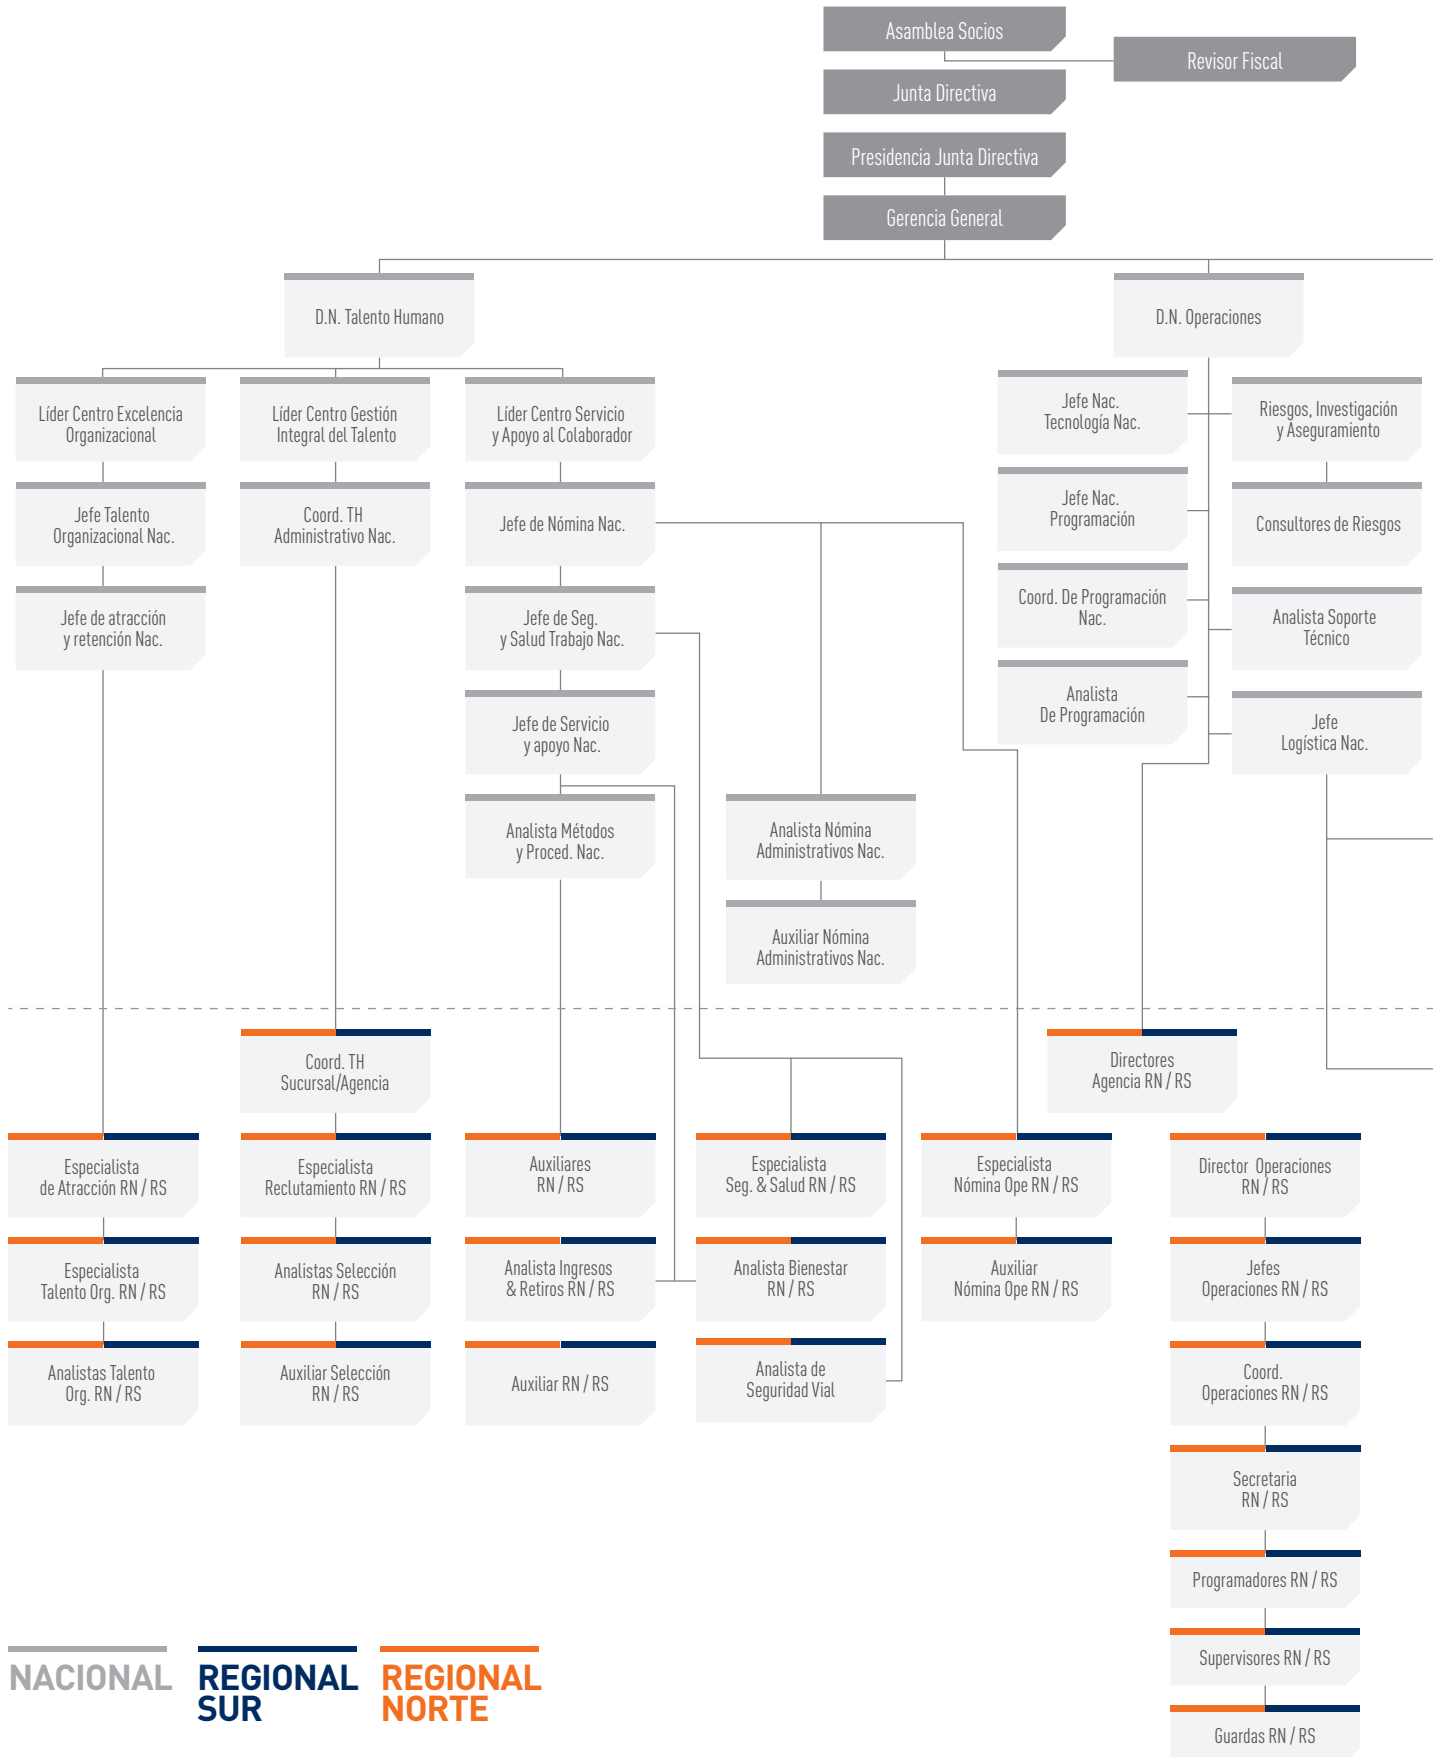 Asamblea Socios
Revisor Fiscal
Junta Directiva
Presidencia Junta Directiva
Gerencia General
D.N. Talento Humano
D.N. Operaciones
Líder Centro Excelencia
Organizacional
Líder Centro Gestión
Integral del Talento
Líder Centro Servicio
y Apoyo al Colaborador
Jefe Nac.
Tecnología Nac.
Riesgos, Investigación
y Aseguramiento
Jefe Talento
Organizacional Nac.
Coord. TH
Administrativo Nac.
Jefe de Nómina Nac.
Jefe Nac.
Programación
Consultores de Riesgos
Jefe de atracción
y retención Nac.
Jefe de Seg.
y Salud Trabajo Nac.
Coord. De Programación
Nac.
Analista Soporte
Técnico
Jefe de Servicio
y apoyo Nac.
Analista
De Programación
Jefe
Logística Nac.
Analista Métodos
y Proced. Nac.
Analista Nómina
Administrativos Nac.
Auxiliar Nómina
Administrativos Nac.
Coord. TH
Sucursal/Agencia
Directores
Agencia RN / RS
Especialista
de Atracción RN / RS
Especialista
Reclutamiento RN / RS
Auxiliares
RN / RS
Especialista
Seg. & Salud RN / RS
Especialista
Nómina Ope RN / RS
Director Operaciones
RN / RS
Especialista
Talento Org. RN / RS
Analistas Selección
RN / RS
Analista Ingresos
& Retiros RN / RS
Analista Bienestar
RN / RS
Auxiliar
Nómina Ope RN / RS
Jefes
Operaciones RN / RS
Analistas Talento
Org. RN / RS
Auxiliar Selección
RN / RS
Auxiliar RN / RS
Analista de
Seguridad Vial
Coord.
Operaciones RN / RS
Secretaria
RN / RS
Programadores RN / RS
Supervisores RN / RS
Guardas RN / RS
NACIONAL
REGIONAL
SUR
REGIONAL
NORTE